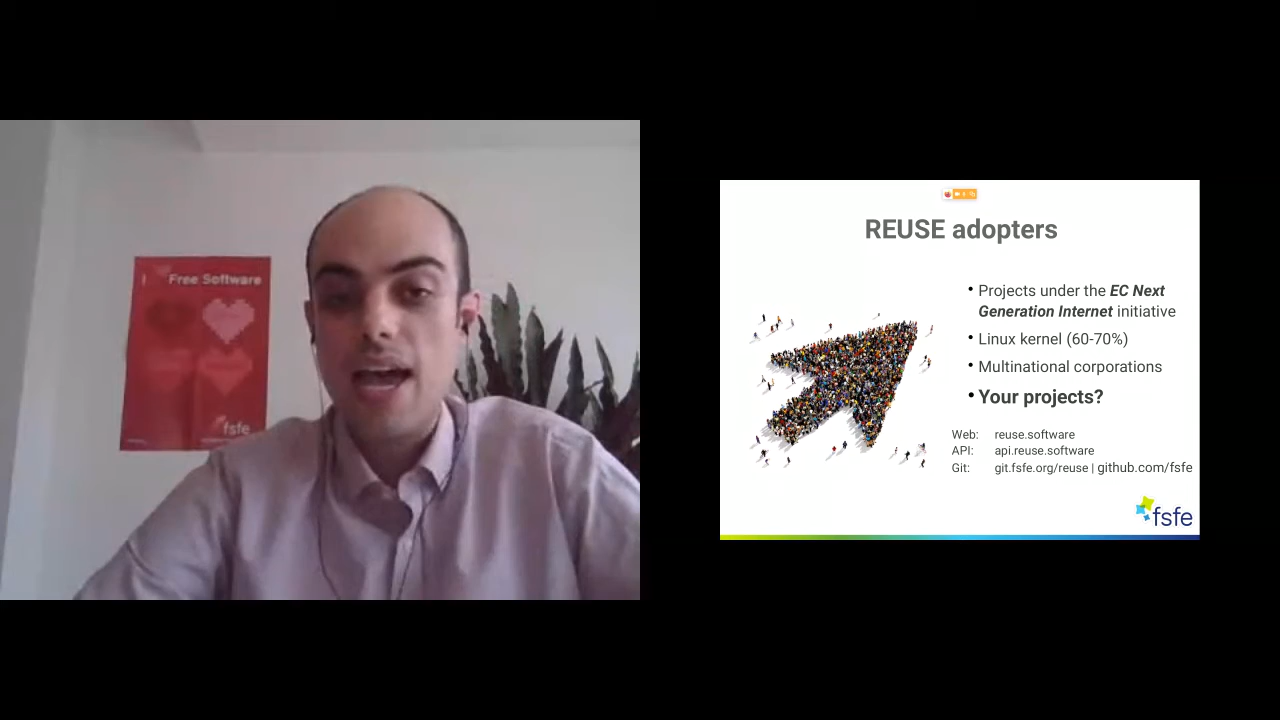 I Free Software
fsfe
REUSE adopters
• Projects under the EC Next
Generation Internet initiative
• Linux kernel (60-70%)
• Multinational corporations
• Your projects?
Web: reuse.software
API: api.reuse.software
Git: git.fsfe.org/reuse | github.com/fsfe
fsfe